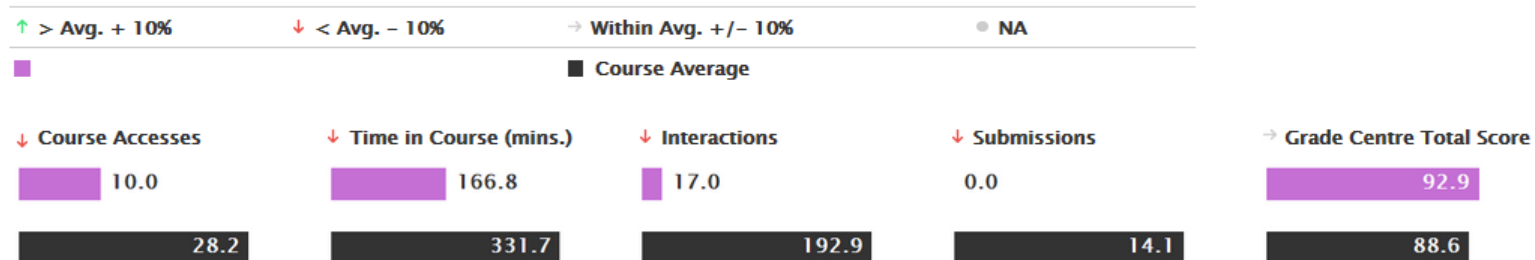 ↑ > Avg. + 10% ↓ < Avg. – 10% → Within Avg. +/– 10% ● NA
Course Average
↓ Course Accesses ↓ Time in Course (mins.) ↓ Interactions ↓ Submissions → Grade Centre Total Score
10.0 166.8 17.0 0.0 92.9
28.2 331.7 192.9 14.1 88.6